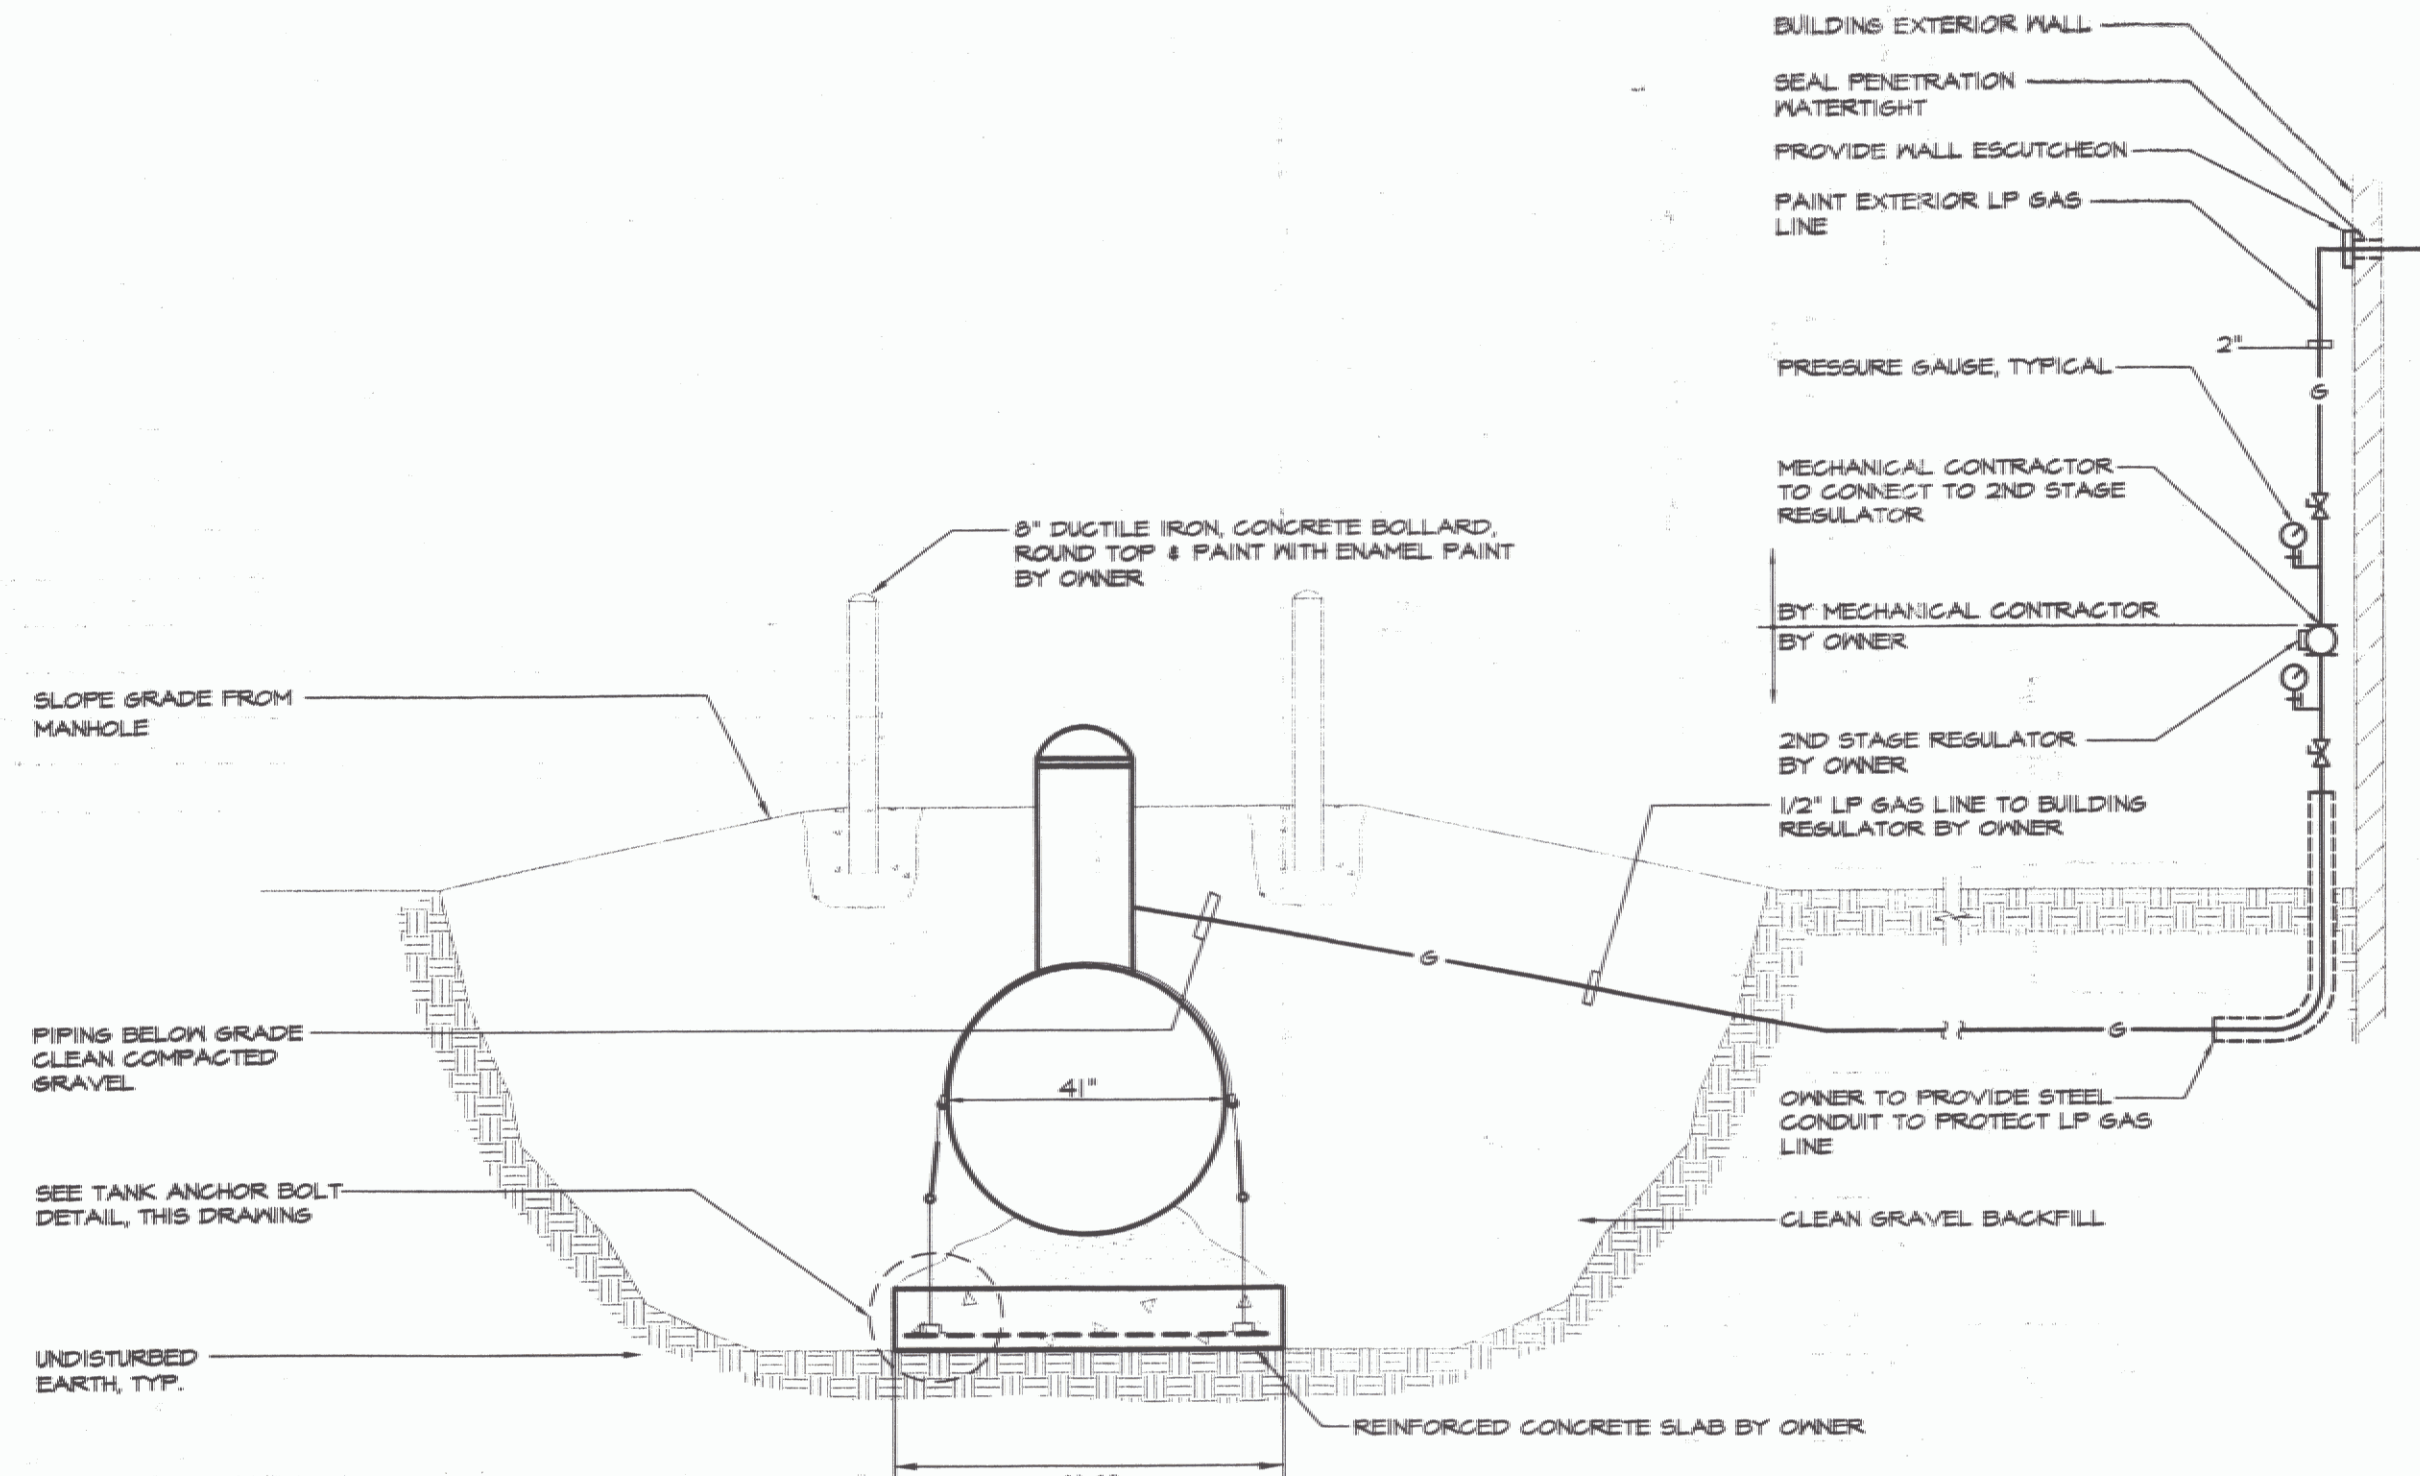 BUILDING EXTERIOR WALL
SEAL PENETRATION
WATERTIGHT
PROVIDE WALL ESCUTCHEON
PAINT EXTERIOR LP GAS
LINE
2"
PRESSURE GAUGE, TYPICAL
G
MECHANICAL CONTRACTOR
TO CONNECT TO 2ND STAGE
REGULATOR
8" DUCTILE IRON, CONCRETE BOLLARD,
ROUND TOP & PAINT WITH ENAMEL PAINT
BY OWNER
BY MECHANICAL CONTRACTOR
BY OWNER
SLOPE GRADE FROM
MANHOLE
2ND STAGE REGULATOR
BY OWNER
1/2" LP GAS LINE TO BUILDING
REGULATOR BY OWNER
G
G
PIPING BELOW GRADE
CLEAN COMPACTED
GRAVEL
41"
OWNER TO PROVIDE STEEL
CONDUIT TO PROTECT LP GAS
LINE
SEE TANK ANCHOR BOLT
DETAIL, THIS DRAWING
CLEAN GRAVEL BACKFILL
UNDISTURBED
EARTH, TYP.
REINFORCED CONCRETE SLAB BY OWNER